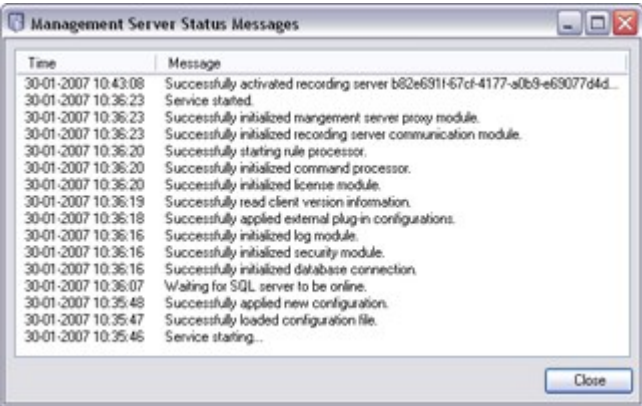 Management Server Status Messages
Time Message
30-01-2007 10:43:08 Successfully activated recording server b82e691f-67cf-4177-a0b9-e69077d4d...
30-01-2007 10:36:23 Service started.
30-01-2007 10:36:23 Successfully initialized mangement server proxy module.
30-01-2007 10:36:23 Successfully initialized recording server communication module.
30-01-2007 10:36:20 Successfully starting rule processor.
30-01-2007 10:36:20 Successfully initialized command processor.
30-01-2007 10:36:20 Successfully initialized license module.
30-01-2007 10:36:19 Successfully read client version information.
30-01-2007 10:36:18 Successfully applied external plug-in configurations.
30-01-2007 10:36:16 Successfully initialized log module.
30-01-2007 10:36:16 Successfully initialized security module.
30-01-2007 10:36:16 Successfully initialized database connection.
30-01-2007 10:36:07 Waiting for SQL server to be online.
30-01-2007 10:35:48 Successfully applied new configuration.
30-01-2007 10:35:47 Successfully loaded configuration file.
30-01-2007 10:35:46 Service starting...
Close